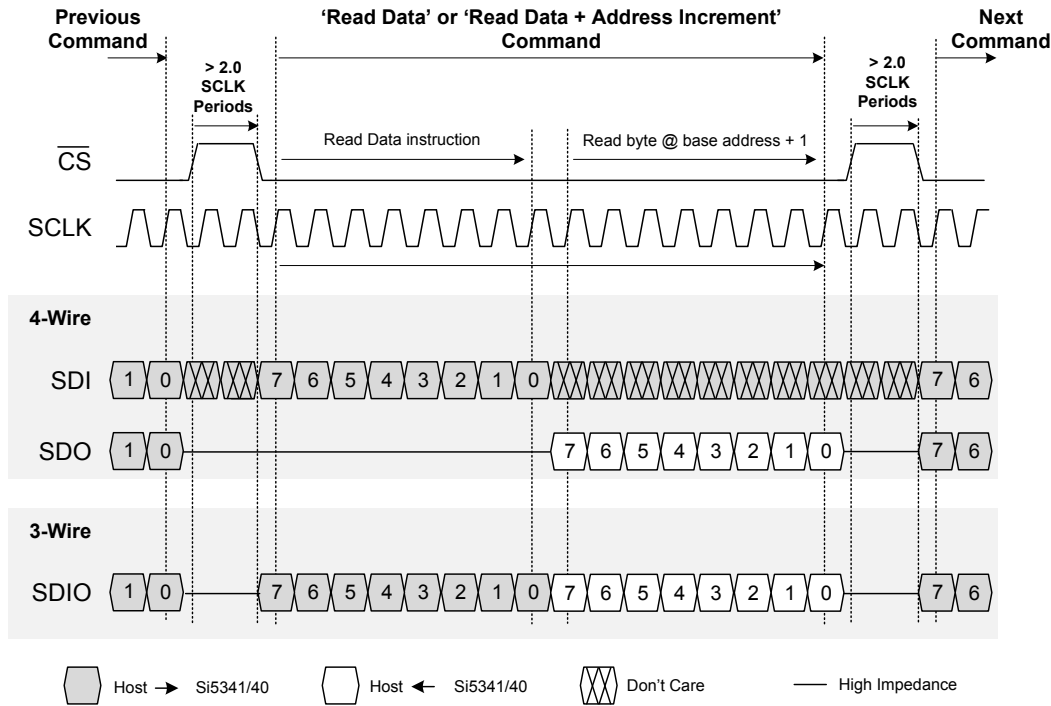 Previous
Command
'Read Data' or 'Read Data + Address Increment'
Command
Next
Command
> 2.0
SCLK
Periods
> 2.0
SCLK
Periods
Read Data instruction
Read byte @ base address + 1
CS
SCLK
4-Wire
SDI 1 0 7 6 5 4 3 2 1 0 7 6
SDO 1 0 7 6 5 4 3 2 1 0 7 6
3-Wire
SDIO 1 0 7 6 5 4 3 2 1 0 7 6 5 4 3 2 1 0 7 6
Host → Si5341/40
Host ← Si5341/40
Don't Care
High Impedance